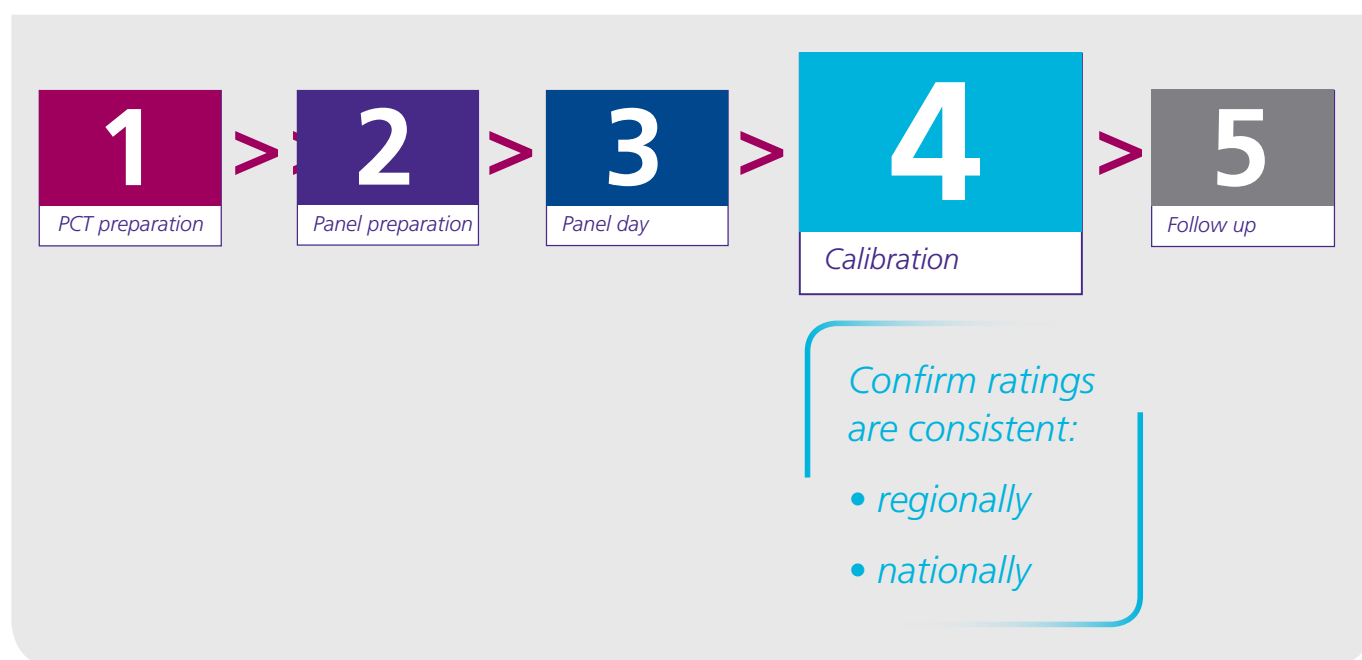 1 > 2 > 3 > 4 > 5
PCT preparation
Panel preparation
Panel day
Calibration
Follow up
Confirm ratings
are consistent:
• regionally
• nationally